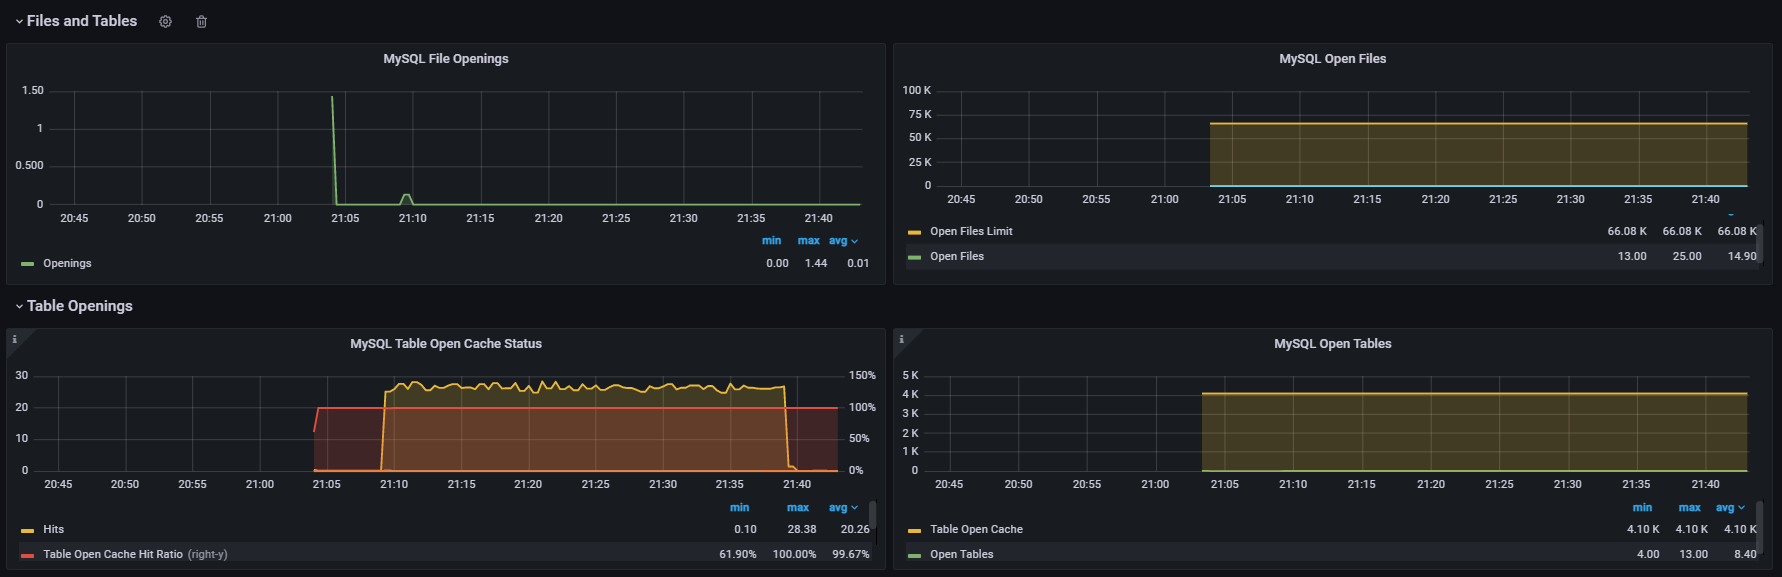 Files and Tables
MySQL File Openings
1.50
1
0.500
0
20:45 20:50 20:55 21:00 21:05 21:10 21:15 21:20 21:25 21:30 21:35 21:40
min max avg
Openings 0.00 1.44 0.01
MySQL Open Files
100 K
75 K
50 K
25 K
0
20:45 20:50 20:55 21:00 21:05 21:10 21:15 21:20 21:25 21:30 21:35 21:40
Open Files Limit 66.08 K 66.08 K 66.08 K
Open Files 13.00 25.00 14.90
Table Openings
MySQL Table Open Cache Status
30 150%
20 100%
10 50%
0 0%
20:45 20:50 20:55 21:00 21:05 21:10 21:15 21:20 21:25 21:30 21:35 21:40
min max avg
Hits 0.10 28.38 20.26
Table Open Cache Hit Ratio (right-y) 61.90% 100.00% 99.67%
MySQL Open Tables
5 K
4 K
3 K
2 K
1 K
0
20:45 20:50 20:55 21:00 21:05 21:10 21:15 21:20 21:25 21:30 21:35 21:40
min max avg
Table Open Cache 4.10 K 4.10 K 4.10 K
Open Tables 4.00 13.00 8.40